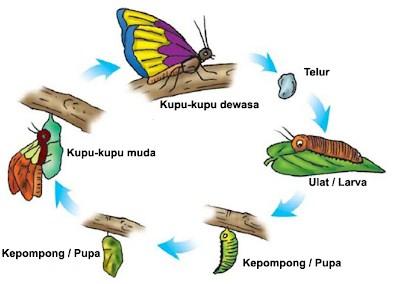 Kupu-kupu dewasa
Telur
Ulat / Larva
Kepompong / Pupa
Kepompong / Pupa
Kupu-kupu muda